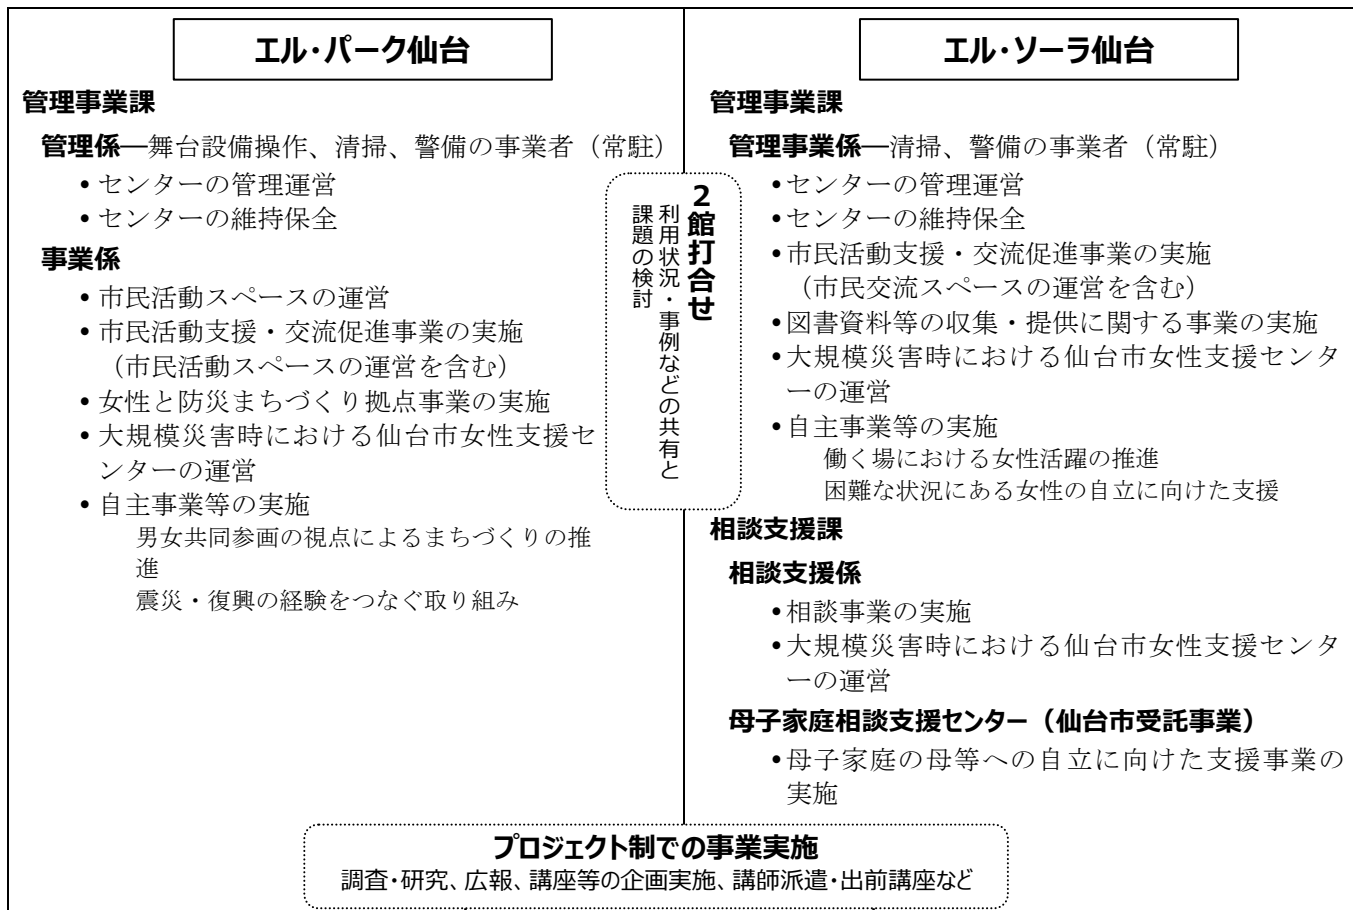 エル・パーク仙台
管理事業課
管理係―舞台設備操作、清掃、警備の事業者（常駐）
• センターの管理運営
• センターの維持保全
事業係
• 市民活動スペースの運営
• 市民活動支援・交流促進事業の実施
（市民活動スペースの運営を含む）
• 女性と防災まちづくり拠点事業の実施
• 大規模災害時における仙台市女性支援セ
ンターの運営
• 自主事業等の実施
男女共同参画の視点によるまちづくりの推
進
震災・復興の経験をつなぐ取り組み
２館打合せ
利用状況・事例などの共有と
課題の検討
エル・ソーラ仙台
管理事業課
管理事業係―清掃、警備の事業者（常駐）
•センターの管理運営
•センターの維持保全
•市民活動支援・交流促進事業の実施
（市民交流スペースの運営を含む）
•図書資料等の収集・提供に関する事業の実施
•大規模災害時における仙台市女性支援センタ
ーの運営
•自主事業等の実施
働く場における女性活躍の推進
困難な状況にある女性の自立に向けた支援
相談支援課
相談支援係
•相談事業の実施
•大規模災害時における仙台市女性支援センタ
ーの運営
母子家庭相談支援センター（仙台市受託事業）
•母子家庭の母等への自立に向けた支援事業の
実施
プロジェクト制での事業実施
調査・研究、広報、講座等の企画実施、講師派遣・出前講座など